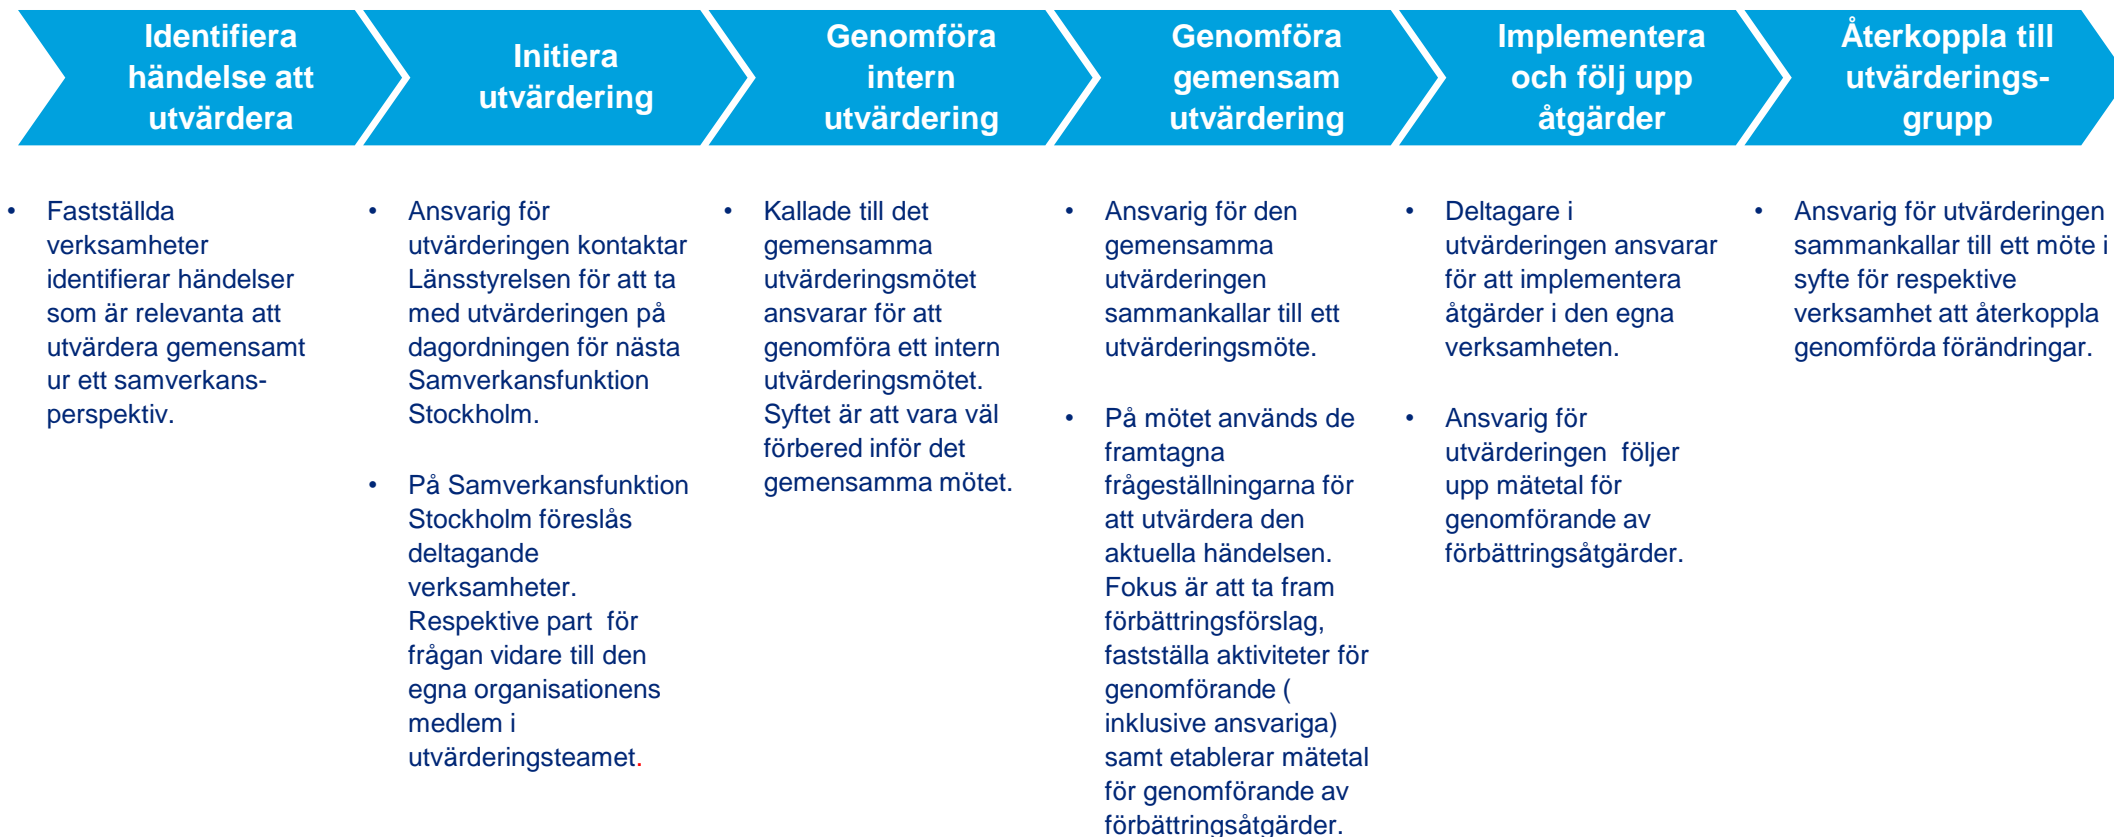 Identifiera
händelse att
utvärdera
Initiera
utvärdering
Genomföra
intern
utvärdering
Genomföra
gemensam
utvärdering
Implementera
och följ upp
åtgärder
Återkoppla till
utvärderings-
grupp
• Fastställda
verksamheter
identifierar händelser
som är relevanta att
utvärdera gemensamt
ur ett samverkans-
perspektiv.
• Ansvarig för
utvärderingen kontaktar
Länsstyrelsen för att ta
med utvärderingen på
dagordningen för nästa
Samverkansfunktion
Stockholm.
• På Samverkansfunktion
Stockholm föreslås
deltagande
verksamheter.
Respektive part  för
frågan vidare till den
egna organisationens
medlem i
utvärderingsteamet.
• Kallade till det
gemensamma
utvärderingsmötet
ansvarar för att
genomföra ett intern
utvärderingsmötet.
Syftet är att vara väl
förbered inför det
gemensamma mötet.
• Ansvarig för den
gemensamma
utvärderingen
sammankallar till ett
utvärderingsmöte.
• På mötet används de
framtagna
frågeställningarna för
att utvärdera den
aktuella händelsen.
Fokus är att ta fram
förbättringsförslag,
fastställa aktiviteter för
genomförande (
inklusive ansvariga)
samt etablerar mätetal
för genomförande av
förbättringsåtgärder.
• Deltagare i
utvärderingen ansvarar
för att implementera
åtgärder i den egna
verksamheten.
• Ansvarig för
utvärderingen  följer
upp mätetal för
genomförande av
förbättringsåtgärder.
• Ansvarig för utvärderingen
sammankallar till ett möte i
syfte för respektive
verksamhet att återkoppla
genomförda förändringar.